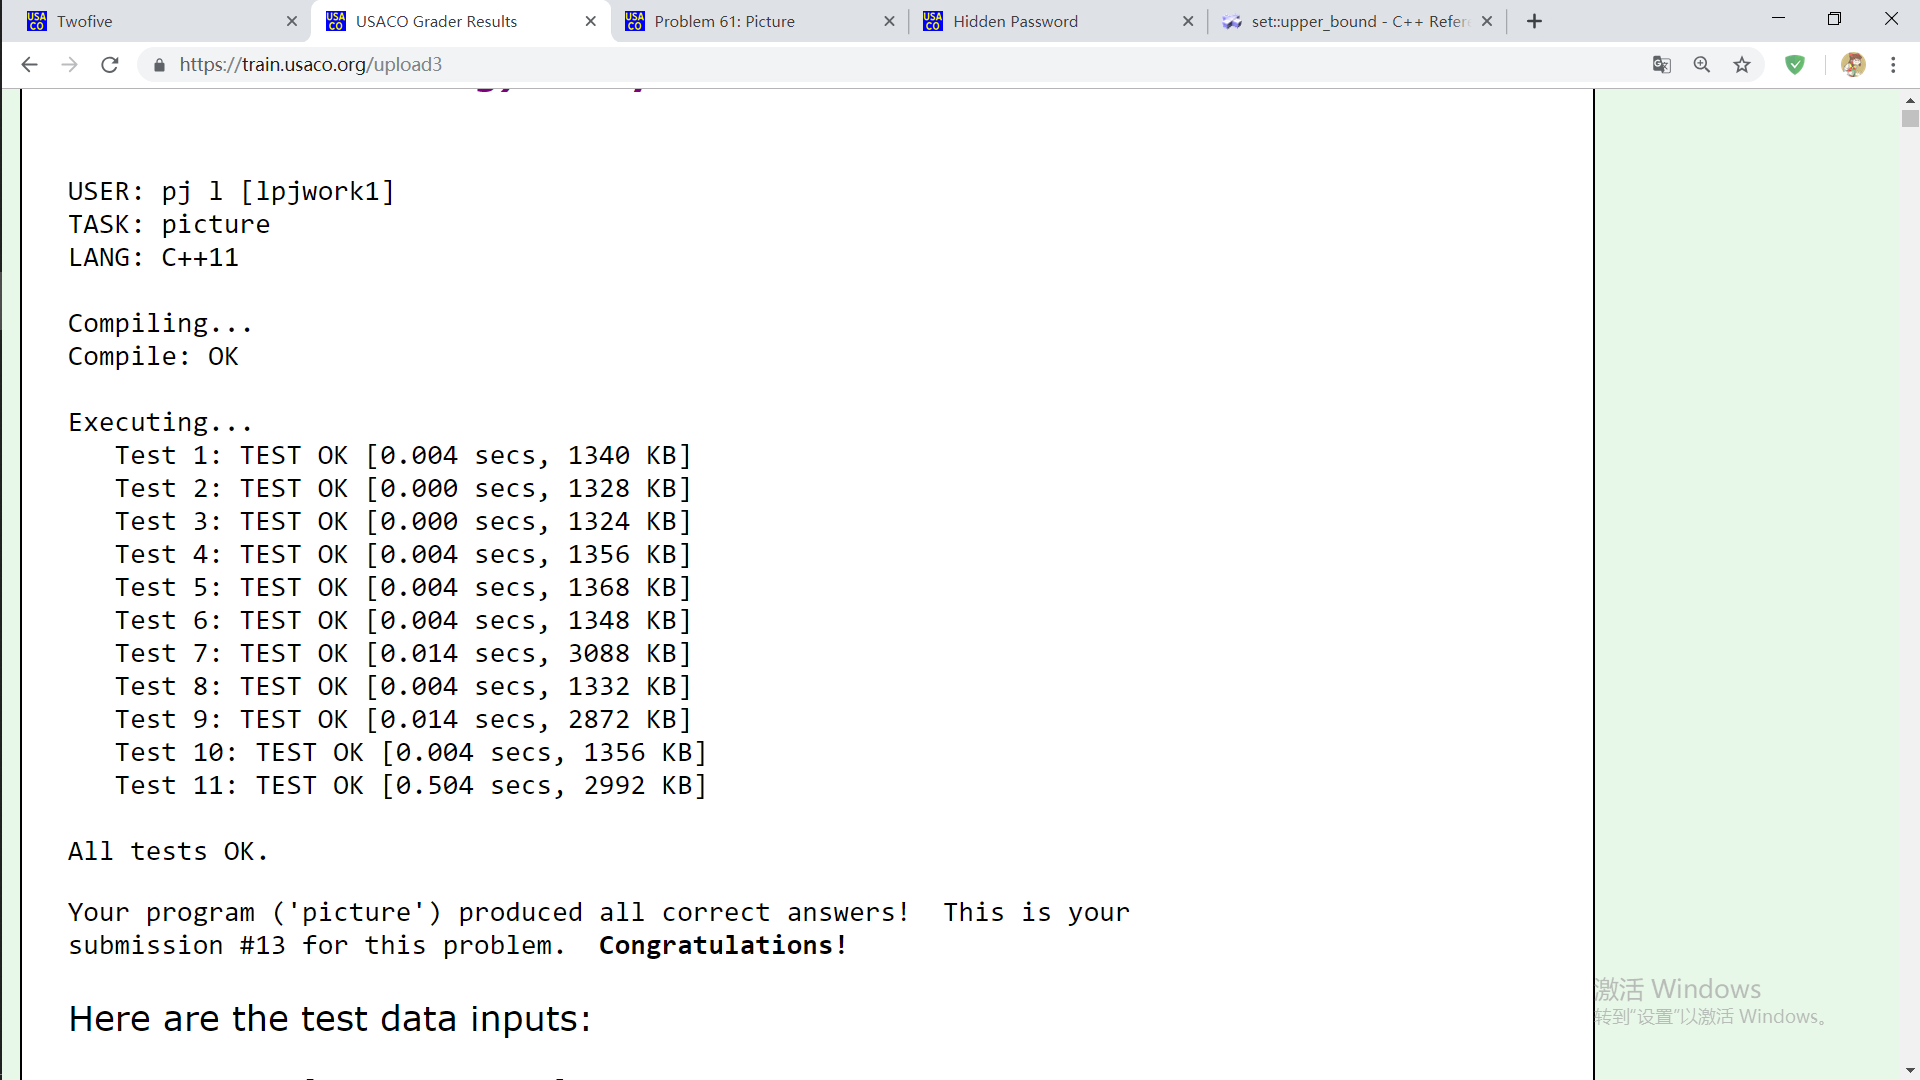 Twofive
USACO Grader Results
Problem 61: Picture
Hidden Password
set::upper_bound - C++ Refer
https://train.usaco.org/upload3
USER: pj l [lpjwork1]
TASK: picture
LANG: C++11
Compiling...
Compile: OK
Executing...
Test 1: TEST OK [0.004 secs, 1340 KB]
Test 2: TEST OK [0.000 secs, 1328 KB]
Test 3: TEST OK [0.000 secs, 1324 KB]
Test 4: TEST OK [0.004 secs, 1356 KB]
Test 5: TEST OK [0.004 secs, 1368 KB]
Test 6: TEST OK [0.004 secs, 1348 KB]
Test 7: TEST OK [0.014 secs, 3088 KB]
Test 8: TEST OK [0.004 secs, 1332 KB]
Test 9: TEST OK [0.014 secs, 2872 KB]
Test 10: TEST OK [0.004 secs, 1356 KB]
Test 11: TEST OK [0.504 secs, 2992 KB]
All tests OK.
Your program ('picture') produced all correct answers!  This is your
submission #13 for this problem.  Congratulations!
Here are the test data inputs:
激活 Windows
转到“设置”以激活 Windows。